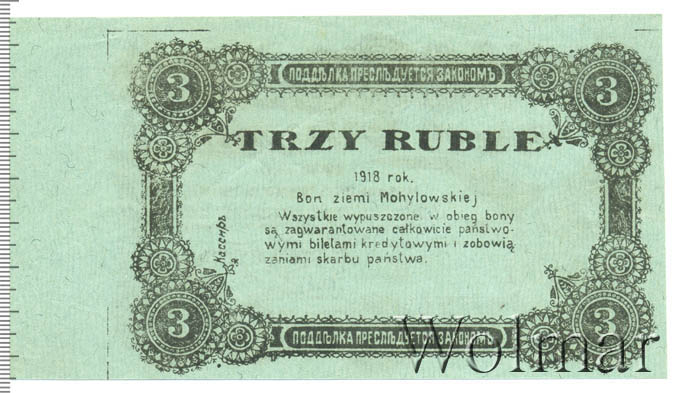 3 ПОДДѢЛКА ПРЕСЛѢДУЕТСЯ ЗАКОНОМЪ 3
TRZY RUBLE
1918 rok.
Bon ziemi Mohylowskiej
Wszystkie wypuszczone w obieg bony
są zagwarantowane całkowicie państwo-
wymi biletami kredytowymi i zobowią
zaniami skarbu państwa.
Кассиръ
3 ПОДДѢЛКА ПРЕСЛѢДУЕТСЯ ЗАКОНОМЪ 3
Wolmar